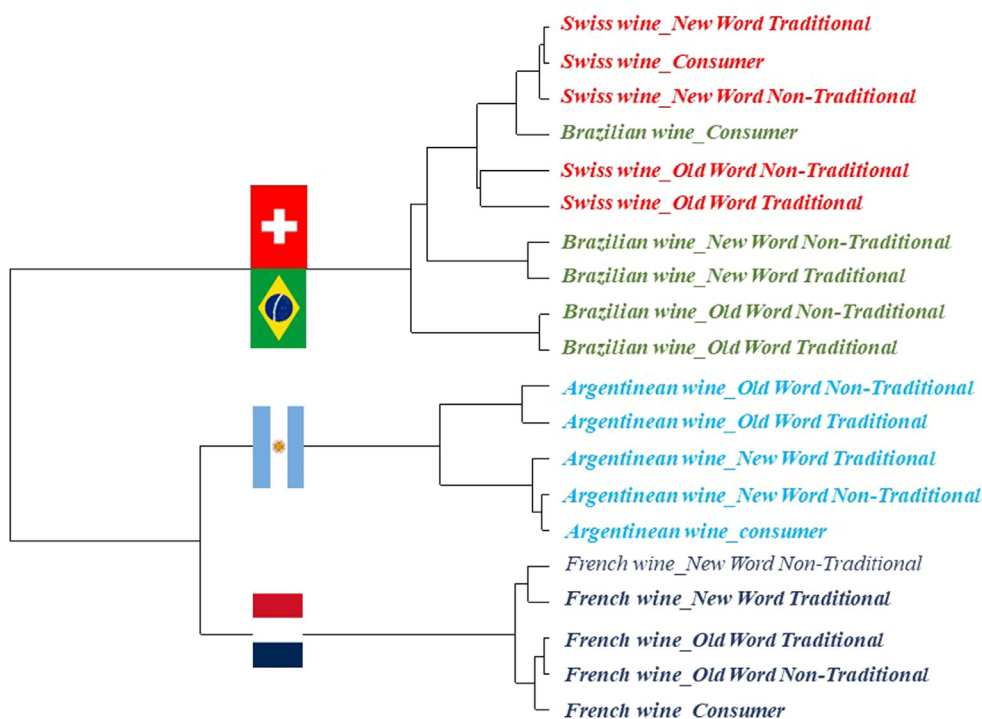 Swiss wine_New Word Traditional
Swiss wine_Consumer
Swiss wine_New Word Non-Traditional
Brazilian wine_Consumer
Swiss wine_Old Word Non-Traditional
Swiss wine_Old Word Traditional
Brazilian wine_New Word Non-Traditional
Brazilian wine_New Word Traditional
Brazilian wine_Old Word Non-Traditional
Brazilian wine_Old Word Traditional
Argentinean wine_Old Word Non-Traditional
Argentinean wine_Old Word Traditional
Argentinean wine_New Word Traditional
Argentinean wine_New Word Non-Traditional
Argentinean wine_consumer
French wine_New Word Non-Traditional
French wine_New Word Traditional
French wine_Old Word Traditional
French wine_Old Word Non-Traditional
French wine_Consumer